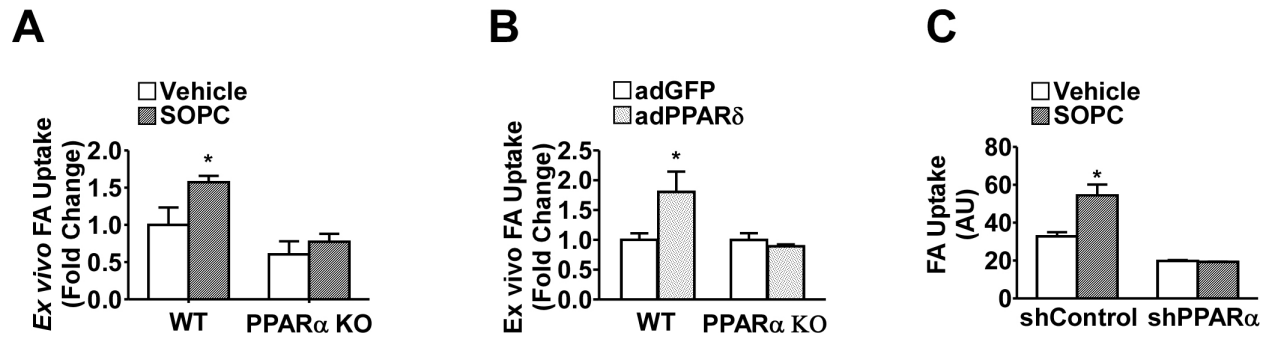 A
Vehicle
SOPC
Ex vivo FA Uptake
(Fold Change)
2.0
1.5
1.0
0.5
0.0
*
WT
PPARα KO
B
adGFP
adPPARδ
Ex vivo FA Uptake
(Fold Change)
2.5
2.0
1.5
1.0
0.5
0.0
*
WT
PPARα KO
C
Vehicle
SOPC
FA Uptake
(AU)
80
60
40
20
0
*
shControl
shPPARα